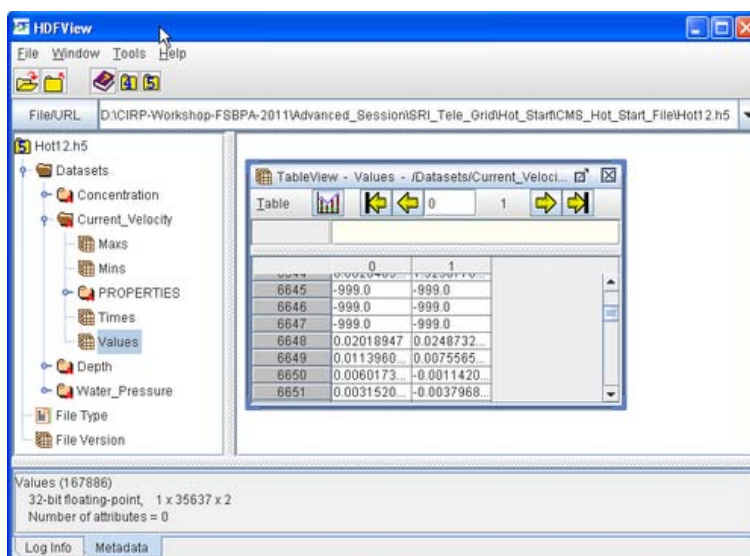 HDFView
File Window Tools Help
File/URL D:\CIRP-Workshop-FSBPA-2011\Advanced_Session\SRI_Tele_Grid\Hot_Start\CMS_Hot_Start_File\Hot12.h5
Hot12.h5
Datasets
Concentration
Current_Velocity
Maxs
Mins
PROPERTIES
Times
Values
Depth
Water_Pressure
File Type
File Version
TableView - Values - /Datasets/Current_Veloci...
Table 0 1
0 1
6645 -999.0 -999.0
6646 -999.0 -999.0
6647 -999.0 -999.0
6648 0.02018947 0.0248732...
6649 0.0113960... 0.0075565...
6650 0.0060173... -0.0011420...
6651 0.0031520... -0.0037968...
Values (167886)
32-bit floating-point, 1 x 35637 x 2
Number of attributes = 0
Log Info Metadata